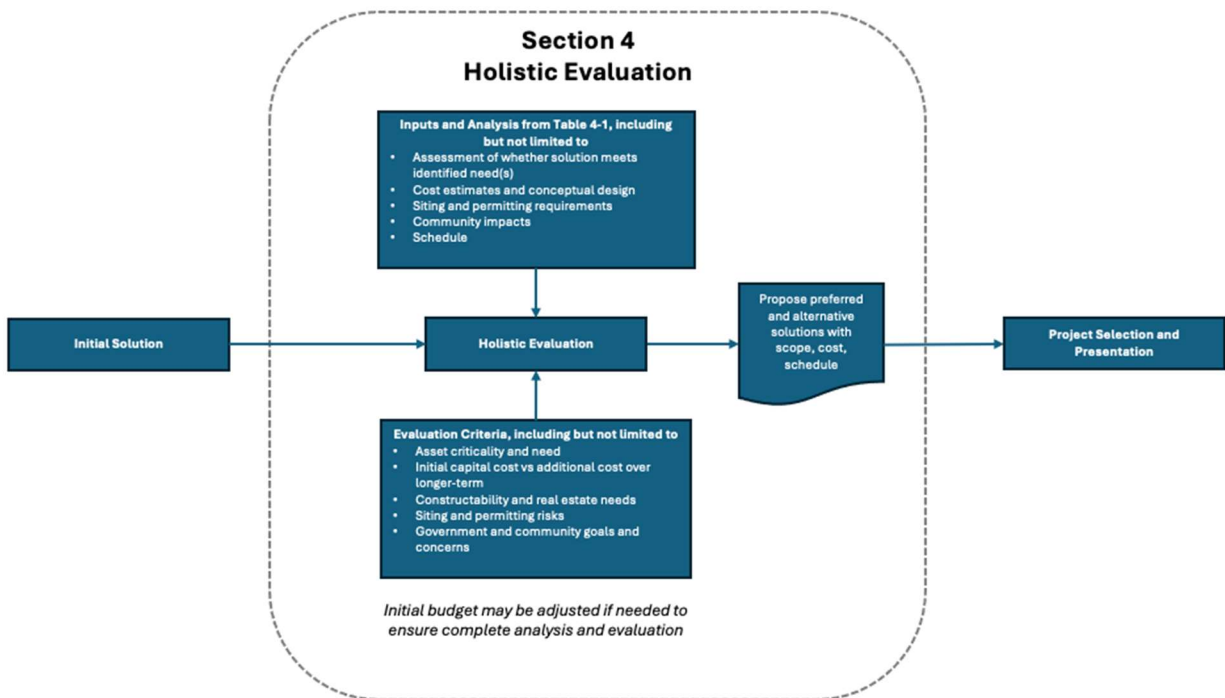 Section 4
Holistic Evaluation
Inputs and Analysis from Table 4-1, including
but not limited to
• Assessment of whether solution meets
identified need(s)
• Cost estimates and conceptual design
• Siting and permitting requirements
• Community impacts
• Schedule
Initial Solution
Holistic Evaluation
Propose preferred
and alternative
solutions with
scope, cost,
schedule
Project Selection and
Presentation
Evaluation Criteria, including but not limited to
• Asset criticality and need
• Initial capital cost vs additional cost over
longer-term
• Constructability and real estate needs
• Siting and permitting risks
• Government and community goals and
concerns
Initial budget may be adjusted if needed to
ensure complete analysis and evaluation